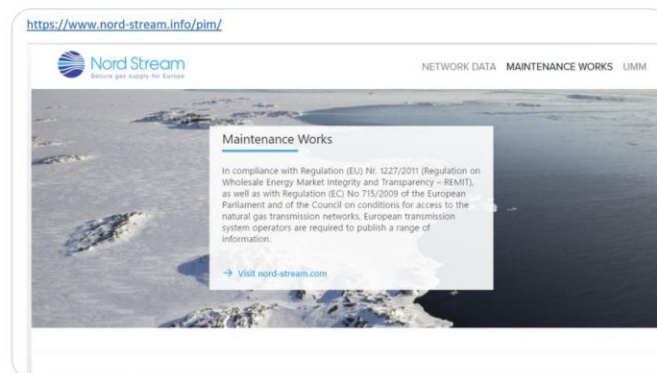 https://www.nord-stream.info/pim/
Nord Stream
Secure gas supply for Europe
NETWORK DATA MAINTENANCE WORKS UMM
Maintenance Works
In compliance with Regulation (EU) Nr. 1227/2011 (Regulation on
Wholesale Energy Market Integrity and Transparency – REMIT),
as well as with Regulation (EC) No 715/2009 of the European
Parliament and of the Council on conditions for access to the
natural gas transmission networks, European transmission
system operators are required to publish a range of
information.
→ Visit nord-stream.com